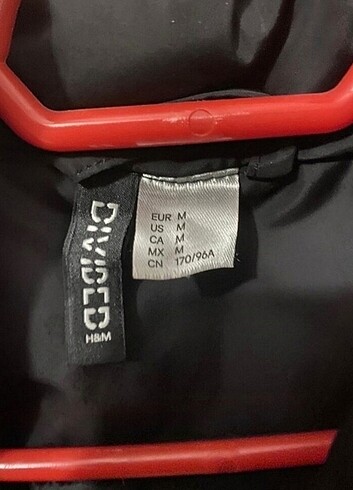 DIVIDED
H&M
EUR M
US M
CA M
MX M
CN 170/96A